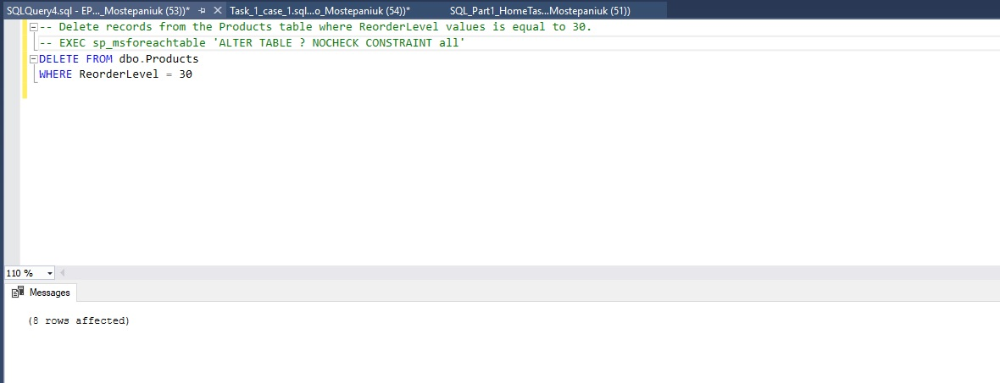 SQLQuery4.sql - EP..._Mostepaniuk (53))* Task_1_case_1.sql...o_Mostepaniuk (54))* SQL_Part1_HomeTas...Mostepaniuk (51))
-- Delete records from the Products table where ReorderLevel values is equal to 30.
-- EXEC sp_msforeachtable 'ALTER TABLE ? NOCHECK CONSTRAINT all'
DELETE FROM dbo.Products
WHERE ReorderLevel = 30
110 %
Messages
(8 rows affected)